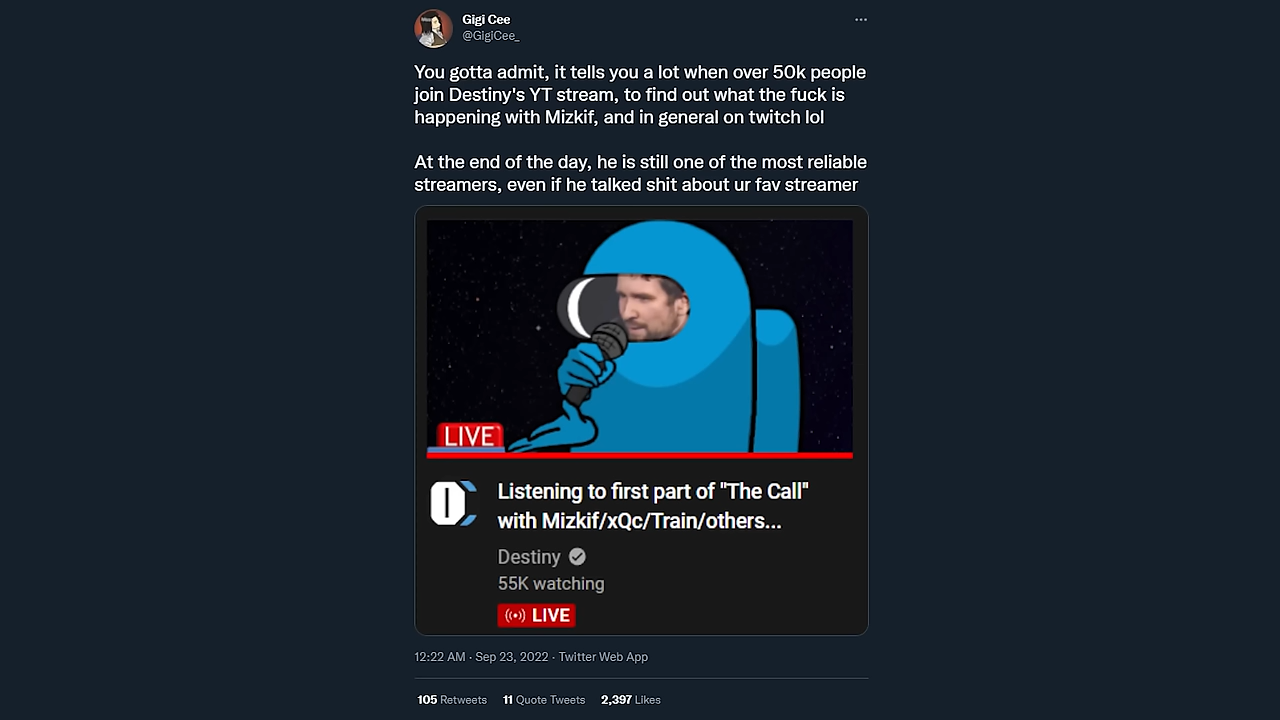 Gigi Cee
@GigiCee_
You gotta admit, it tells you a lot when over 50k people
join Destiny's YT stream, to find out what the fuck is
happening with Mizkif, and in general on twitch lol
At the end of the day, he is still one of the most reliable
streamers, even if he talked shit about ur fav streamer
LIVE
Listening to first part of "The Call"
with Mizkif/xQc/Train/others...
Destiny
55K watching
LIVE
12:22 AM · Sep 23, 2022 · Twitter Web App
105 Retweets 11 Quote Tweets 2,397 Likes